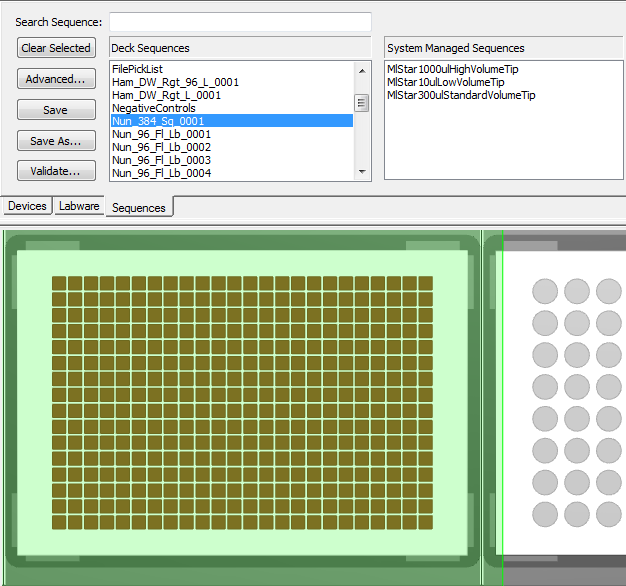 Search Sequence:
Clear Selected
Deck Sequences
System Managed Sequences
Advanced...
Save
Save As...
Validate...
FilePickList
Ham_DW_Rgt_96_L_0001
Ham_DW_Rgt_L_0001
NegativeControls
Nun_384_Sq_0001
Nun_96_Fl_Lb_0001
Nun_96_Fl_Lb_0002
Nun_96_Fl_Lb_0003
Nun_96_Fl_Lb_0004
MlStar1000ulHighVolumeTip
MlStar10ulLowVolumeTip
MlStar300ulStandardVolumeTip
Devices
Labware
Sequences